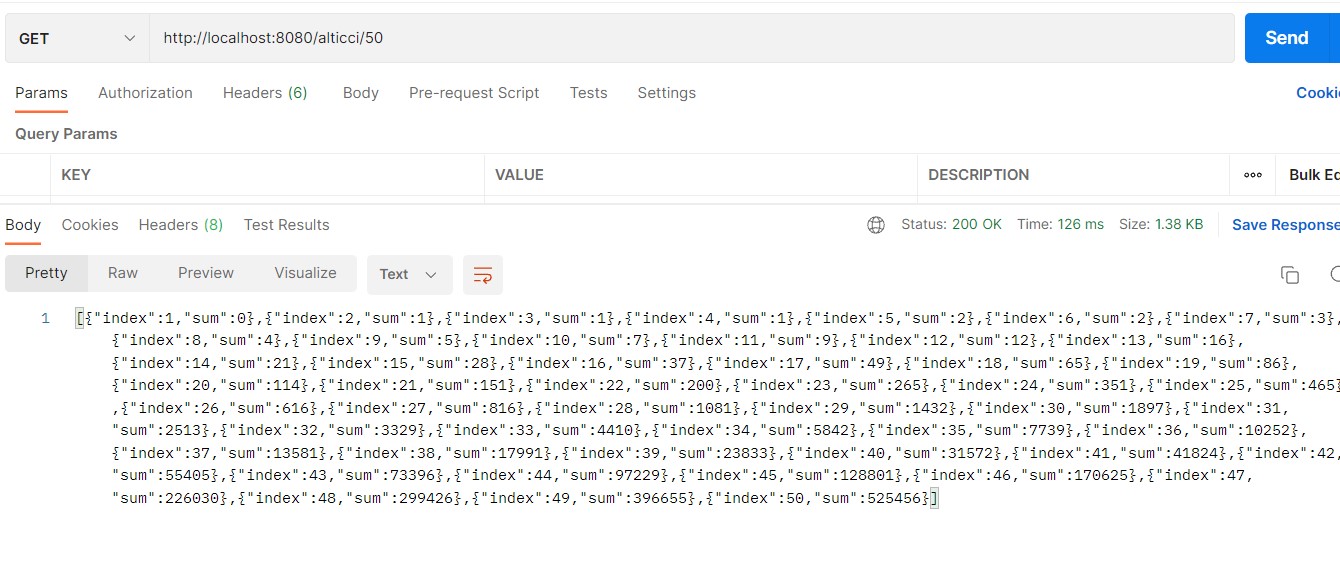 GET http://localhost:8080/alticci/50 Send
Params Authorization Headers (6) Body Pre-request Script Tests Settings Cooki
Query Params
KEY VALUE DESCRIPTION ooo Bulk Ed
Body Cookies Headers (8) Test Results Status: 200 OK Time: 126 ms Size: 1.38 KB Save Response
Pretty Raw Preview Visualize Text
1 [{"index":1,"sum":0},{"index":2,"sum":1},{"index":3,"sum":1},{"index":4,"sum":1},{"index":5,"sum":2},{"index":6,"sum":2},{"index":7,"sum":3},
{"index":8,"sum":4},{"index":9,"sum":5},{"index":10,"sum":7},{"index":11,"sum":9},{"index":12,"sum":12},{"index":13,"sum":16},
{"index":14,"sum":21},{"index":15,"sum":28},{"index":16,"sum":37},{"index":17,"sum":49},{"index":18,"sum":65},{"index":19,"sum":86},
{"index":20,"sum":114},{"index":21,"sum":151},{"index":22,"sum":200},{"index":23,"sum":265},{"index":24,"sum":351},{"index":25,"sum":465}
,{"index":26,"sum":616},{"index":27,"sum":816},{"index":28,"sum":1081},{"index":29,"sum":1432},{"index":30,"sum":1897},{"index":31,
"sum":2513},{"index":32,"sum":3329},{"index":33,"sum":4410},{"index":34,"sum":5842},{"index":35,"sum":7739},{"index":36,"sum":10252},
{"index":37,"sum":13581},{"index":38,"sum":17991},{"index":39,"sum":23833},{"index":40,"sum":31572},{"index":41,"sum":41824},{"index":42,
"sum":55405},{"index":43,"sum":73396},{"index":44,"sum":97229},{"index":45,"sum":128801},{"index":46,"sum":170625},{"index":47,
"sum":226030},{"index":48,"sum":299426},{"index":49,"sum":396655},{"index":50,"sum":525456}]